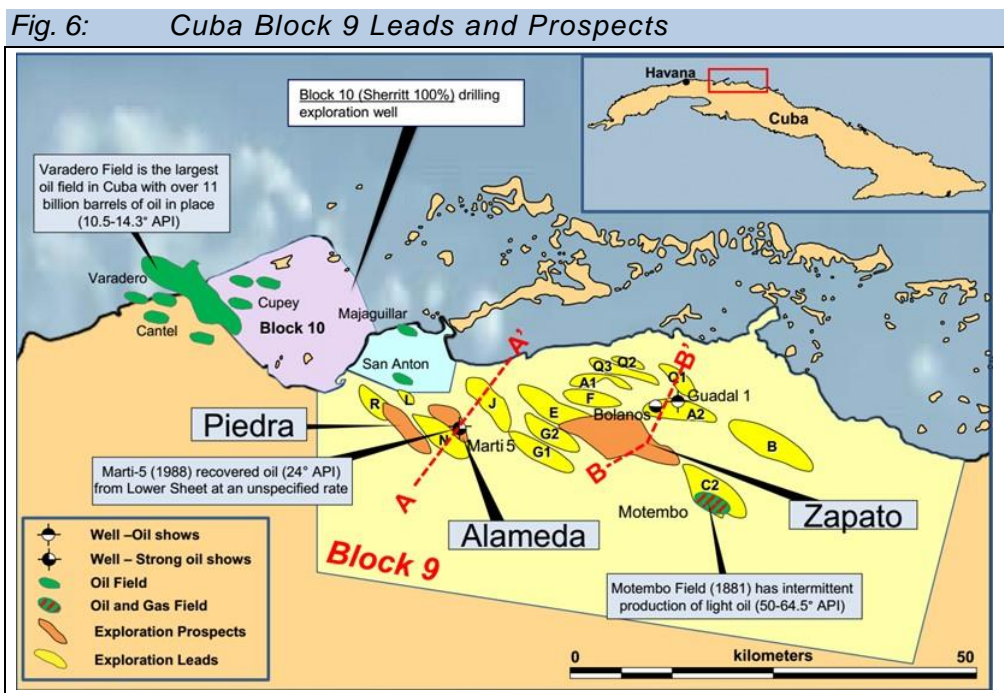 Fig. 6: Cuba Block 9 Leads and Prospects
Block 10 (Sherritt 100%) drilling
exploration well
Havana
Cuba
Varadero Field is the largest
oil field in Cuba with over 11
billion barrels of oil in place
(10.5-14.3° API)
Varadero
Cupey
Cantel
Block 10
Majaguillar
San Anton
A'
B'
Q3
Q2
Q1
A1
F
Guadal 1
Bolanos
A2
R
L
J
E
G2
G1
N
Marti 5
B
C2
Piedra
Marti-5 (1988) recovered oil (24° API)
from Lower Sheet at an unspecified rate
A
B
Motembo
Zapato
Alameda
Block 9
Motembo Field (1881) has intermittent
production of light oil (50-64.5° API)
Well –Oil shows
Well – Strong oil shows
Oil Field
Oil and Gas Field
Exploration Prospects
Exploration Leads
0 kilometers 50